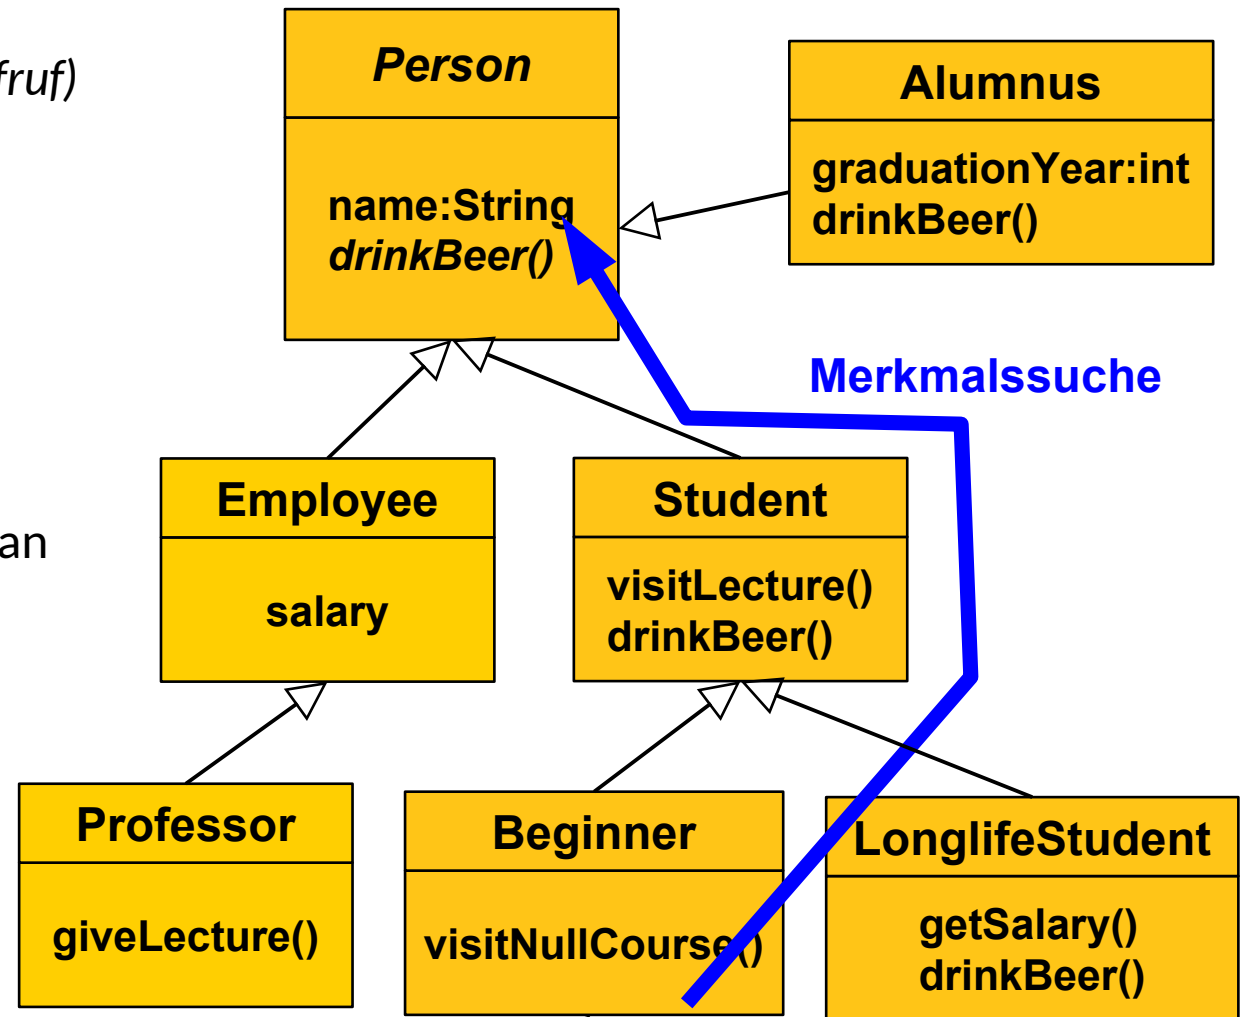 fruf)
Person
name:String
drinkBeer()
Alumnus
graduationYear:int
drinkBeer()
Merkmalssuche
an
Employee
salary
Student
visitLecture()
drinkBeer()
Professor
giveLecture()
Beginner
visitNullCourse()
LonglifeStudent
getSalary()
drinkBeer()